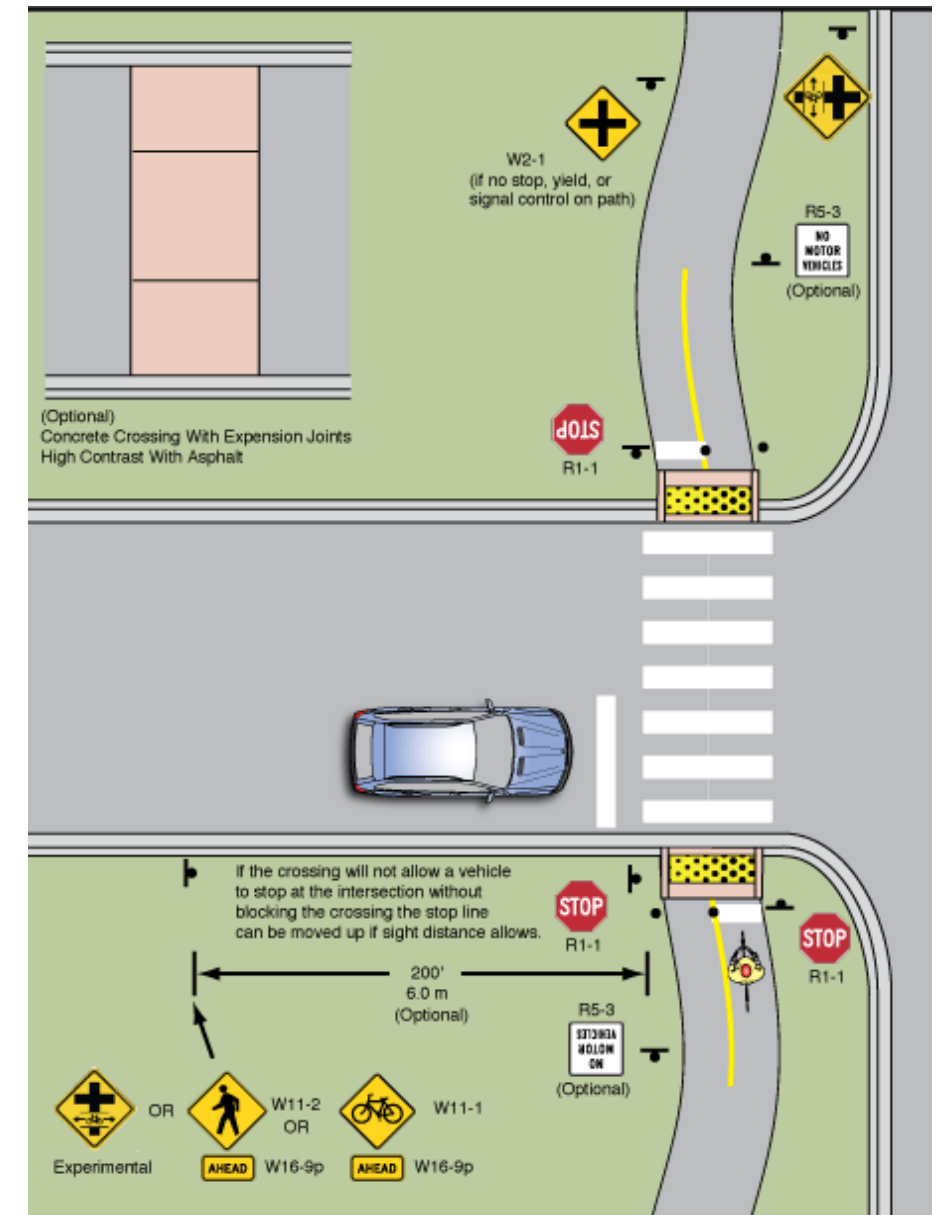 W2-1
(if no stop, yield, or
signal control on path)
R5-3
NO
MOTOR
VEHICLES
(Optional)
(Optional)
Concrete Crossing With Expension Joints
High Contrast With Asphalt
STOP
R1-1
If the crossing will not allow a vehicle
to stop at the intersection without
blocking the crossing the stop line
can be moved up if sight distance allows.
STOP
R1-1
STOP
R1-1
200'
6.0 m
(Optional)
R5-3
NO
MOTOR
VEHICLES
(Optional)
OR
W11-2
OR
W11-1
Experimental
AHEAD
W16-9p
AHEAD
W16-9p